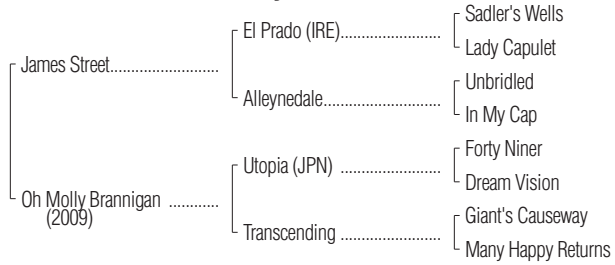 Sadler's Wells
El Prado (IRE)........................
Lady Capulet
James Street..........................
Unbridled
Alleynedale............................
In My Cap
Forty Niner
Utopia (JPN) ........................
Dream Vision
Oh Molly Brannigan ............
(2009)
Giant's Causeway
Transcending ........................
Many Happy Returns